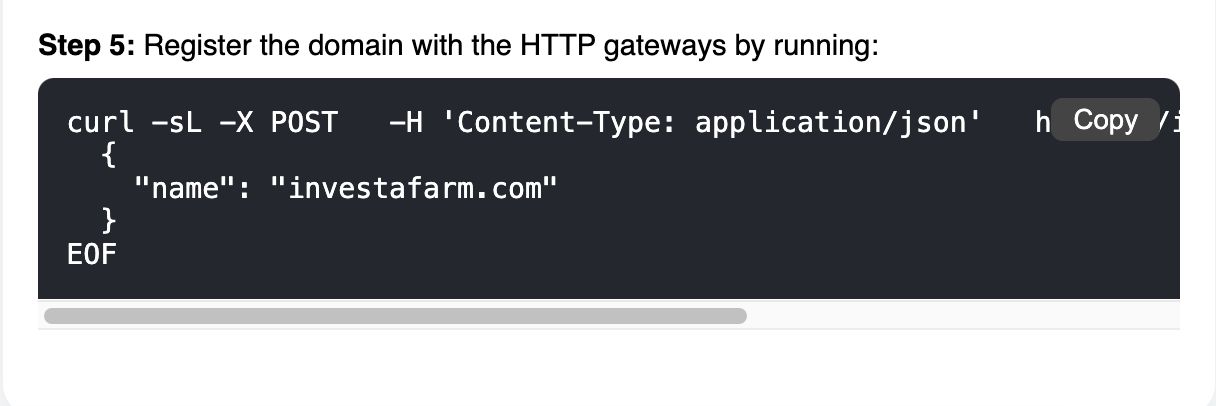 Step 5: Register the domain with the HTTP gateways by running:
curl -sL -X POST   -H 'Content-Type: application/json'   h
Copy
{
"name": "investafarm.com"
}
EOF